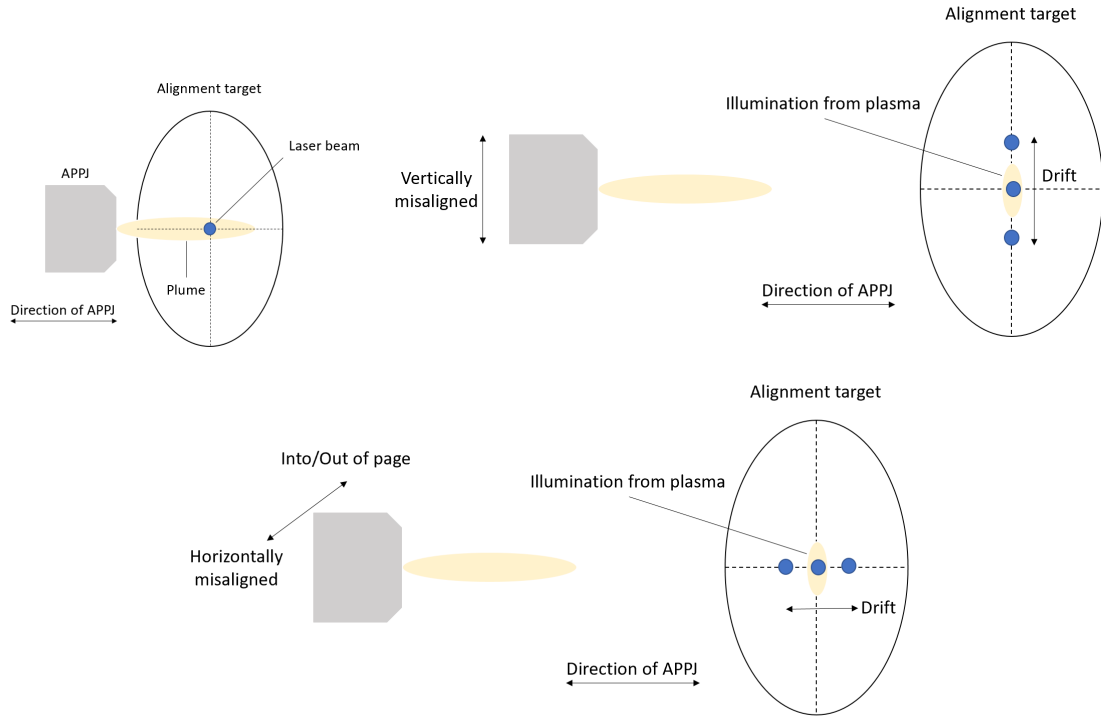 Alignment target
Laser beam
APPJ
Plume
Direction of APPJ
Alignment target
Illumination from plasma
Vertically
misaligned
Drift
Direction of APPJ
Alignment target
Into/Out of page
Illumination from plasma
Horizontally
misaligned
Drift
Direction of APPJ